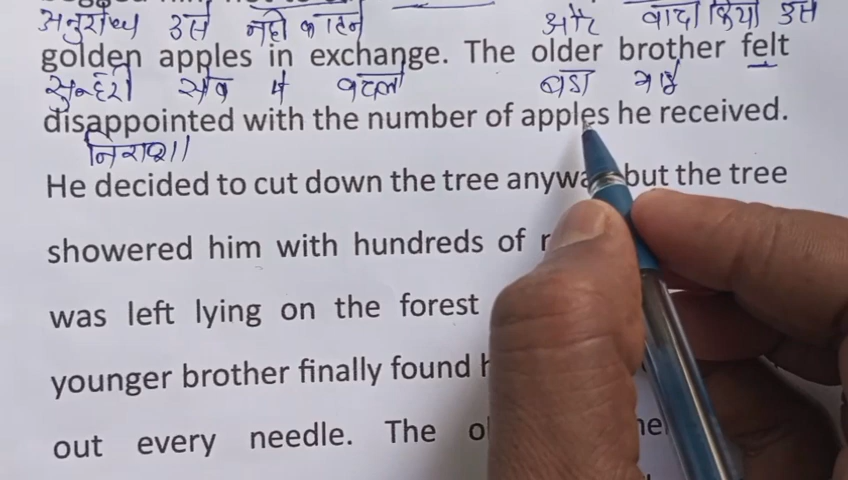 अनुरोध उसे नही काटने और वादा किया उसे
golden apples in exchange. The older brother felt
सुन्हरी सेब में बदले बडा भाई
disappointed with the number of apples he received.
निराशा
He decided to cut down the tree but the tree
showered him with hundreds of
was left lying on the forest
younger brother finally found
out every needle. The